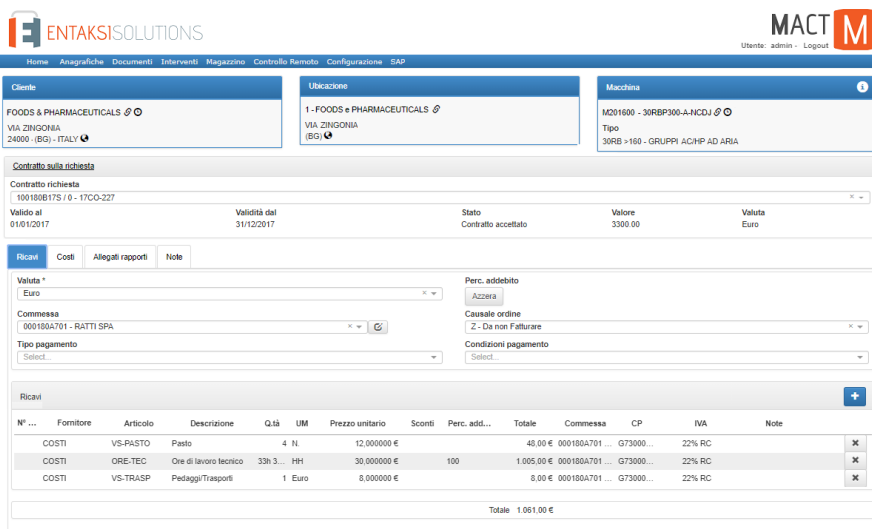 ENTAKSISOLUTIONS
MACT
Utente: admin - Logout
Home Anagrafiche Documenti Interventi Magazzino Controllo Remoto Configurazione SAP
Cliente
FOODS & PHARMACEUTICALS
VIA ZINGONIA
24000 - (BG) - ITALY
Ubicazione
1 - FOODS e PHARMACEUTICALS
VIA ZINGONIA
(BG)
Macchina
M201600 - 30RBP300-A-NCDJ
Tipo
30RB >160 - GRUPPI AC/HP AD ARIA
Contratto sulla richiesta
Contratto richiesta
100180B17S / 0 - 17CO-227
Valido al Validità dal Stato Valore Valuta
01/01/2017 31/12/2017 Contratto accettato 3300.00 Euro
Ricavi Costi Allegati rapporti Note
Valuta * Perc. addebito
Euro Azzera
Commessa Causale ordine
000180A701 - RATTI SPA Z - Da non Fatturare
Tipo pagamento Condizioni pagamento
Select... Select...
Ricavi
N° ... Fornitore Articolo Descrizione Q.tà UM Prezzo unitario Sconti Perc. add... Totale Commessa CP IVA Note
COSTI VS-PASTO Pasto 4 N. 12,000000 € 48,00 € 000180A701 ... G73000... 22% RC
COSTI ORE-TEC Ore di lavoro tecnico 33h 3... HH 30,000000 € 100 1.005,00 € 000180A701 ... G73000... 22% RC
COSTI VS-TRASP Pedaggi/Trasporti 1 Euro 8,000000 € 8,00 € 000180A701 ... G73000... 22% RC
Totale 1.061,00 €